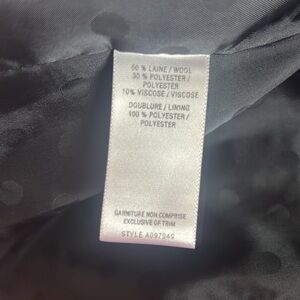 60 % LAINE / WOOL
30 % POLYESTER /
POLYESTER
10% VISCOSE / VISCOSE
DOUBLURE / LINING
100 % POLYESTER /
POLYESTER
GARNITURE NON COMPRISE
EXCLUSIVE OF TRIM
STYLE A097949